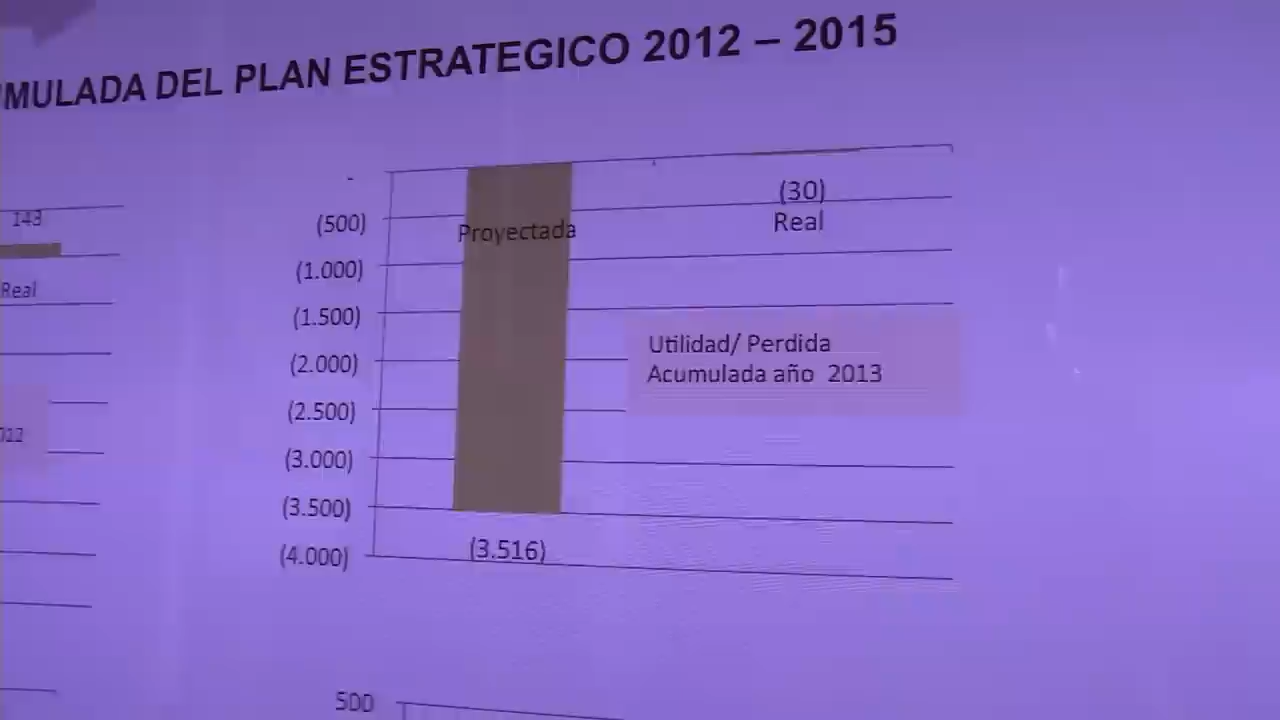 MULADA DEL PLAN ESTRATEGICO 2012 – 2015
143
Real
-
(500)
(1.000)
(1.500)
(2.000)
(2.500)
(3.000)
(3.500)
(4.000)
Proyectada
(3.516)
(30)
Real
Utilidad/ Perdida
Acumulada año 2013
500